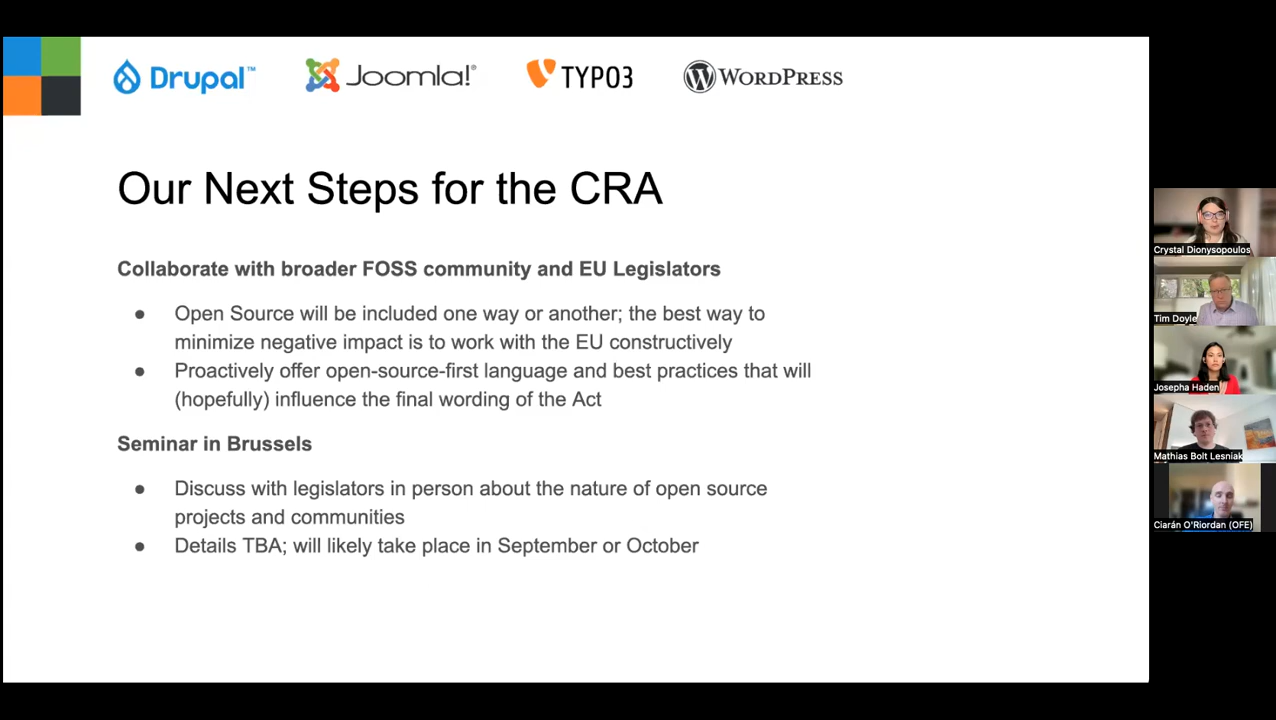 Drupal™
Joomla!®
TYPO3
WORDPRESS
Our Next Steps for the CRA
Collaborate with broader FOSS community and EU Legislators
● Open Source will be included one way or another; the best way to
minimize negative impact is to work with the EU constructively
● Proactively offer open-source-first language and best practices that will
(hopefully) influence the final wording of the Act
Seminar in Brussels
● Discuss with legislators in person about the nature of open source
projects and communities
● Details TBA; will likely take place in September or October
Crystal Dionysopoulos
Tim Doyle
Josepha Haden
Mathias Bolt Lesniak
Ciarán O'Riordan (OFE)